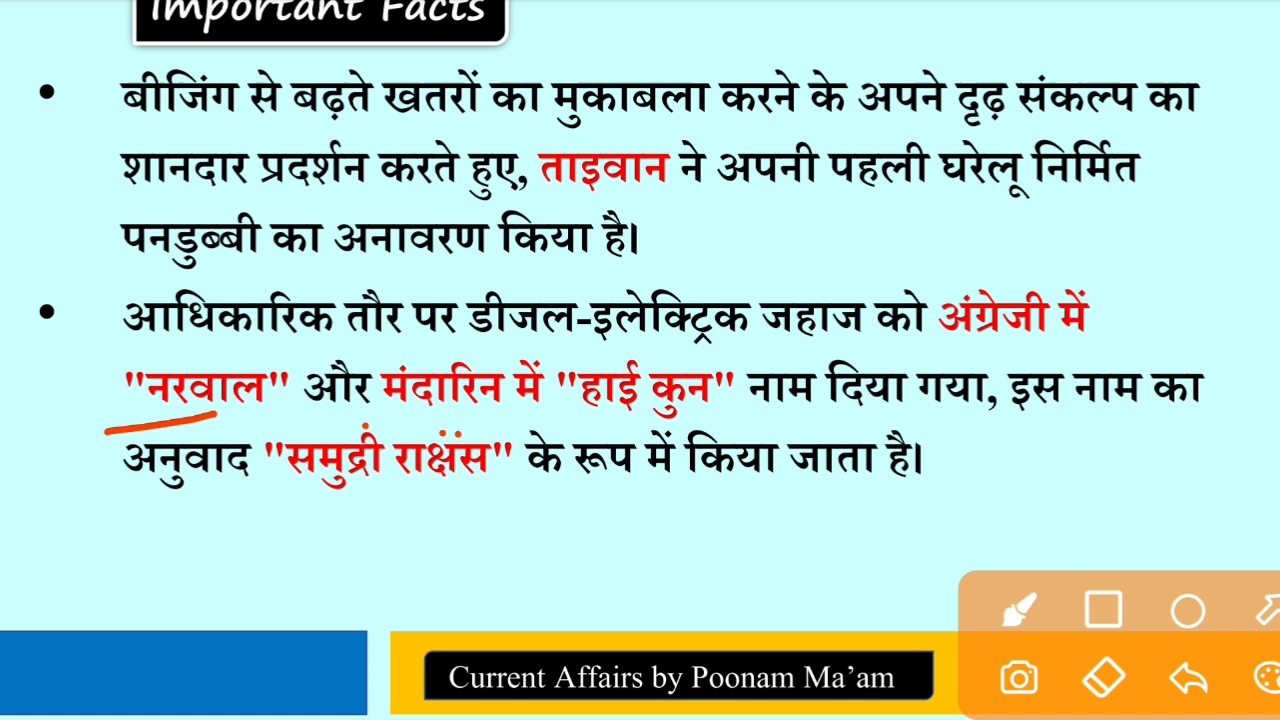 Important Facts
• बीजिंग से बढ़ते खतरों का मुकाबला करने के अपने दृढ़ संकल्प का
शानदार प्रदर्शन करते हुए, ताइवान ने अपनी पहली घरेलू निर्मित
पनडुब्बी का अनावरण किया है।
• आधिकारिक तौर पर डीजल-इलेक्ट्रिक जहाज को अंग्रेजी में
"नरवाल" और मंदारिन में "हाई कुन" नाम दिया गया, इस नाम का
अनुवाद "समुद्री राक्षस" के रूप में किया जाता है।
Current Affairs by Poonam Ma’am